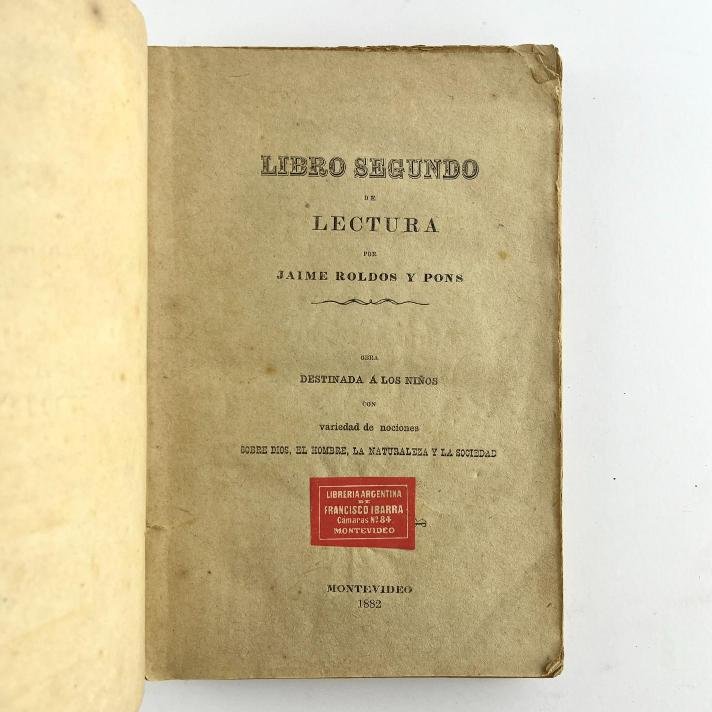 LIBRO SEGUNDO
DE
LECTURA
POR
JAIME ROLDOS Y PONS
OBRA
DESTINADA Á LOS NIÑOS
CON
variedad de nociones
SOBRE DIOS, EL HOMBRE, LA NATURALEZA Y LA SOCIEDAD
LIBRERIA ARGENTINA
DE
FRANCISCO IBARRA
Cámaras Nº 84
MONTEVIDEO
MONTEVIDEO
1882